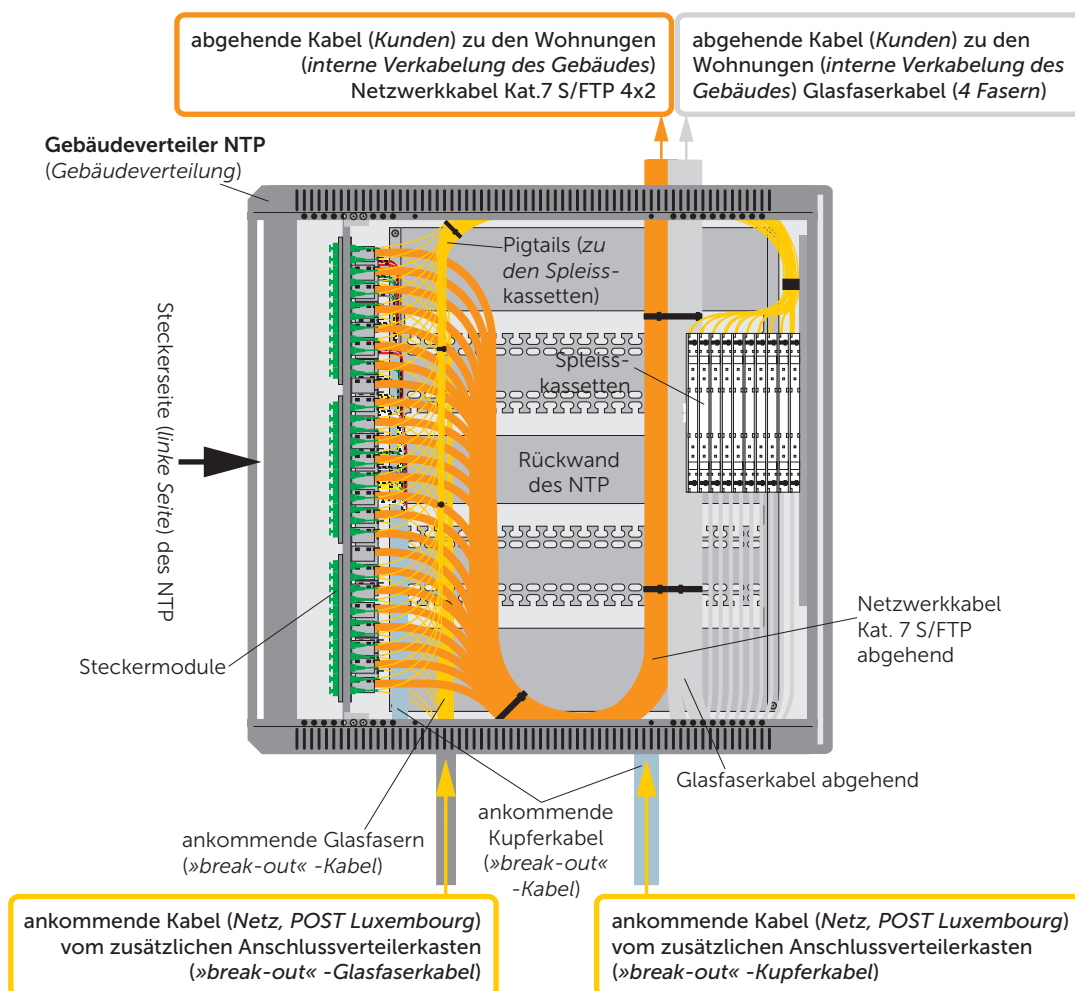 abgehende Kabel (Kunden) zu den Wohnungen
(interne Verkabelung des Gebäudes)
Netzwerkkabel Kat.7 S/FTP 4x2
abgehende Kabel (Kunden) zu den
Wohnungen (interne Verkabelung des
Gebäudes) Glasfaserkabel (4 Fasern)
Gebäudeverteiler NTP
(Gebäudeverteilung)
Pigtails (zu
den Spleiss-
kassetten)
Steckerseite (linke Seite) des NTP
Spleiss-
kassetten
Rückwand
des NTP
Netzwerkkabel
Kat. 7 S/FTP
abgehend
Steckermodule
Glasfaserkabel abgehend
ankommende Glasfasern
(»break-out« -Kabel)
ankommende
Kupferkabel
(»break-out«
-Kabel)
ankommende Kabel (Netz, POST Luxembourg)
vom zusätzlichen Anschlussverteilerkasten
(»break-out« -Glasfaserkabel)
ankommende Kabel (Netz, POST Luxembourg)
vom zusätzlichen Anschlussverteilerkasten
(»break-out« -Kupferkabel)